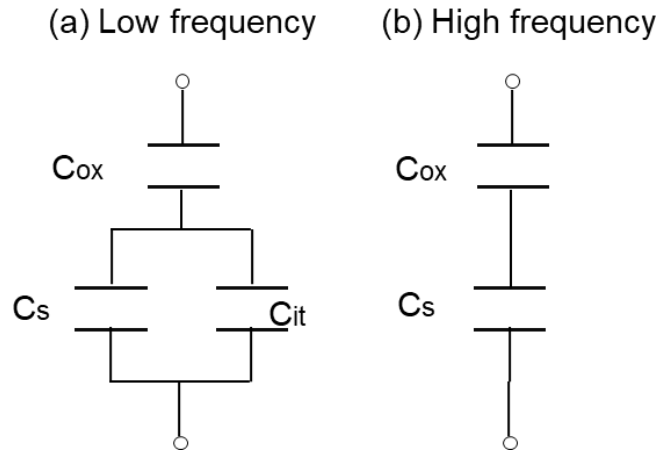 (a) Low frequency
(b) High frequency
Cox
Cox
Cs
Cit
Cs